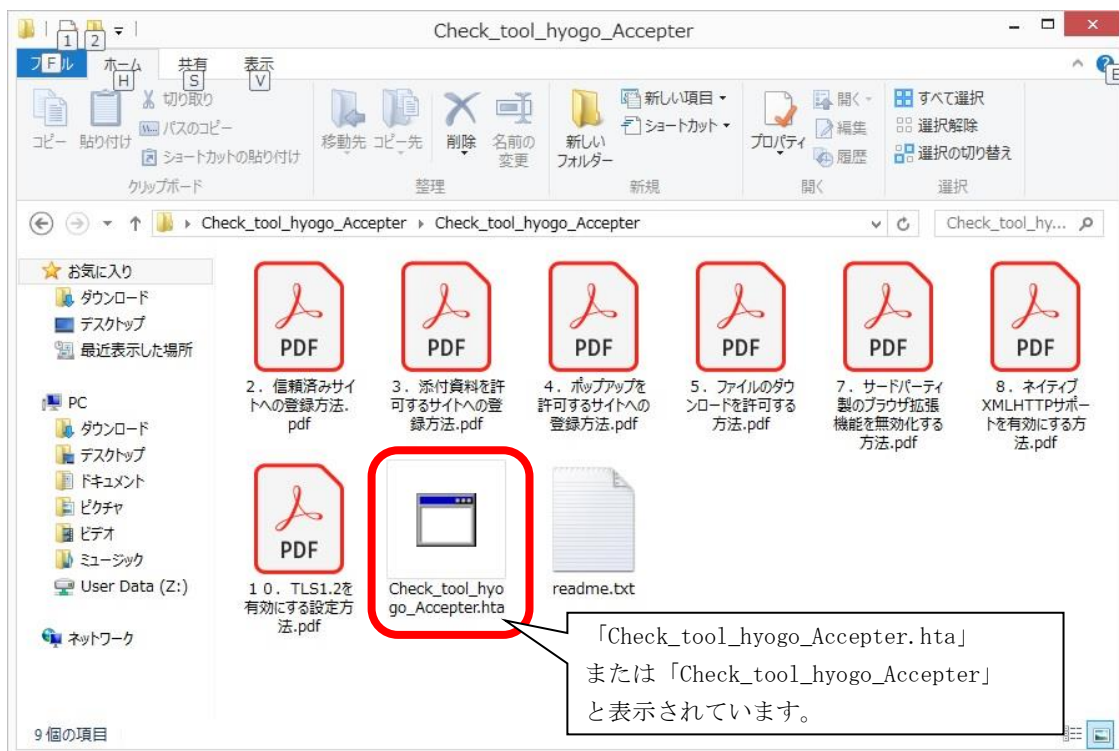 Check_tool_hyogo_Accepter
1 2
ファイル ホーム 共有 表示
F H S V E
コピー 貼り付け
切り取り
パスのコピー
ショートカットの貼り付け
クリップボード
移動先 コピー先 削除 名前の
変更
整理
新しい
フォルダー
新しい項目
ショートカット
新規
プロパティ
開く
編集
履歴
開く
すべて選択
選択解除
選択の切り替え
選択
Check_tool_hyogo_Accepter Check_tool_hyogo_Accepter
Check_tool_hy...
お気に入り
ダウンロード
デスクトップ
最近表示した場所
PC
ダウンロード
デスクトップ
ドキュメント
ピクチャ
ビデオ
ミュージック
User Data (Z:)
ネットワーク
PDF
2．信頼済みサイ
トへの登録方法.
pdf
PDF
3．添付資料を許
可するサイトへの登
録方法.pdf
PDF
4．ポップアップを
許可するサイトへの
登録方法.pdf
PDF
5．ファイルのダウ
ンロードを許可する
方法.pdf
PDF
7．サードパーティ
製のブラウザ拡張
機能を無効化する
方法.pdf
PDF
8．ネイティブ
XMLHTTPサポー
トを有効にする方
法.pdf
PDF
１０．TLS1.2を
有効にする設定方
法.pdf
Check_tool_hyo
go_Accepter.hta
readme.txt
「Check_tool_hyogo_Accepter.hta」
または「Check_tool_hyogo_Accepter」
と表示されています。
9 個の項目